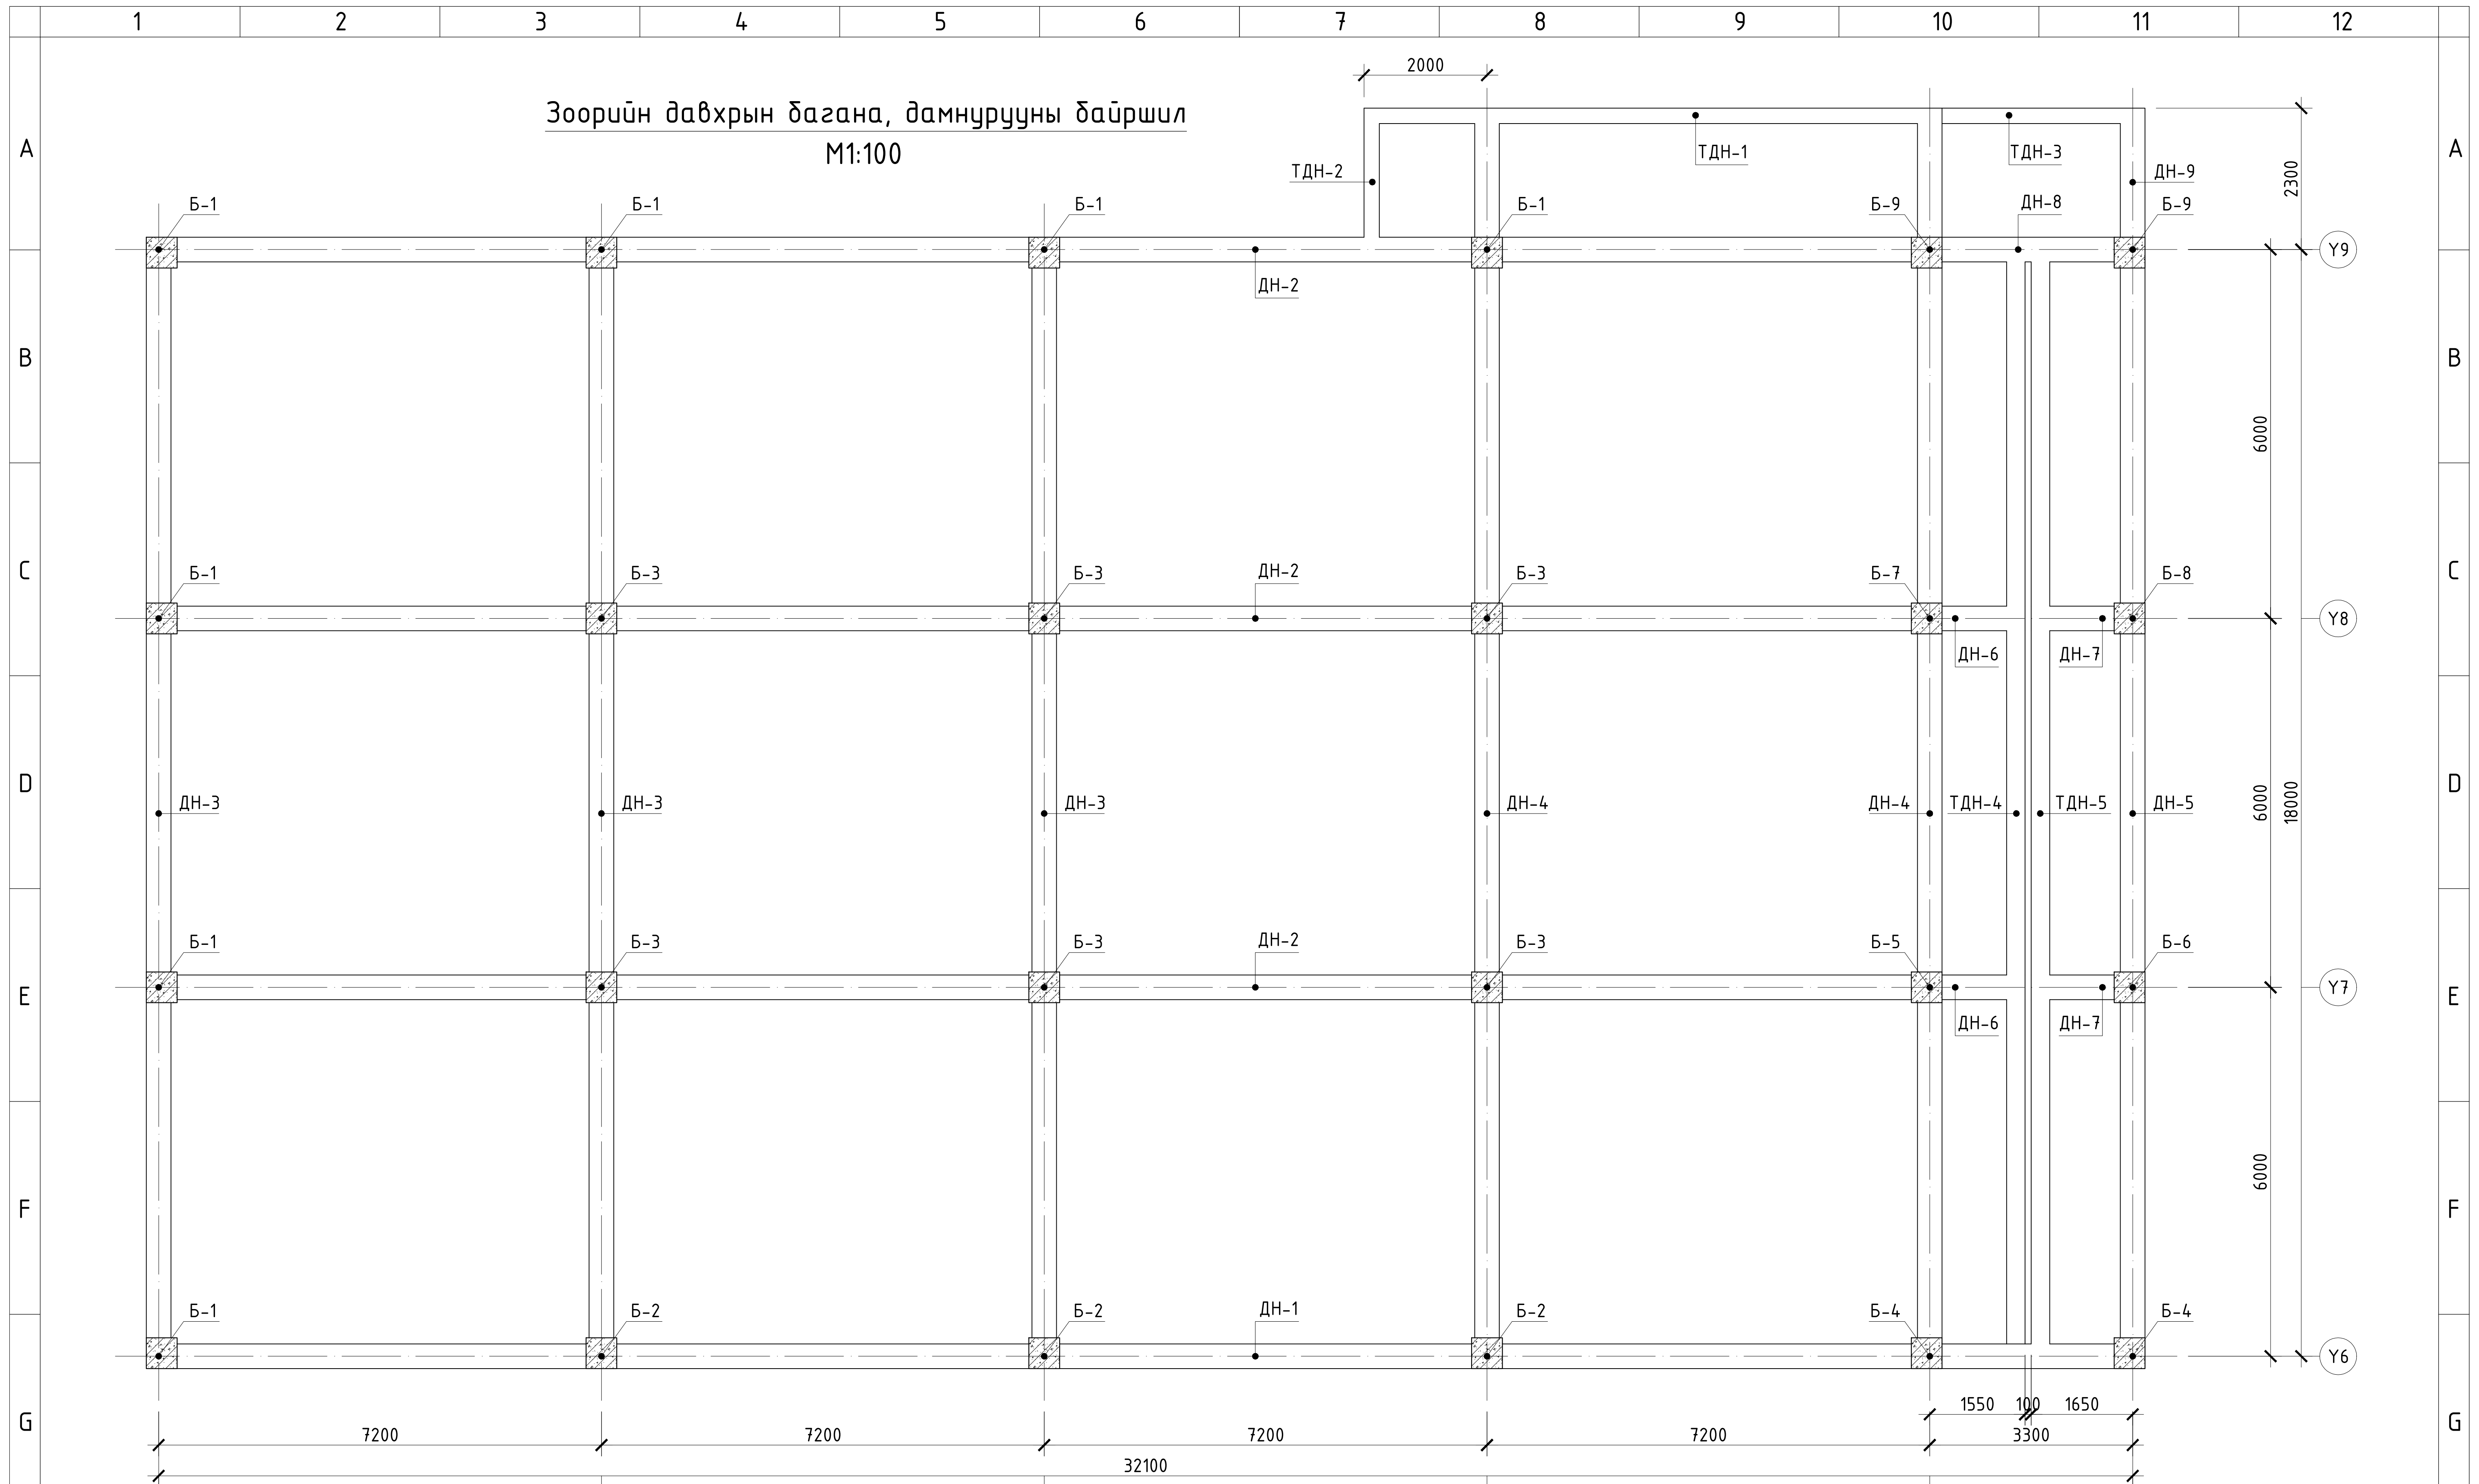 1 2 3 4 5 6 7 8 9 10 11 12
2000
Зоорийн давхрын багана, дамнурууны байршил
М1:100
A A
ТДН-1 ТДН-3
ТДН-2 ДН-9
2300
Б-1 Б-1 Б-1 Б-1 Б-9 ДН-8 Б-9
Y9
ДН-2
B B
6000
C C
Б-1 Б-3 Б-3 ДН-2 Б-3 Б-7 Б-8
Y8
ДН-6 ДН-7
D D
ДН-3 ДН-3 ДН-3 ДН-4 ДН-4 ТДН-4 ТДН-5 ДН-5
6000 18000
Б-1 Б-3 Б-3 ДН-2 Б-3 Б-5 Б-6
E Y7 E
ДН-6 ДН-7
6000
F F
Б-1 Б-2 Б-2 ДН-1 Б-2 Б-4 Б-4
Y6
1550 100 1650
G G
7200 7200 7200 7200 3300
32100